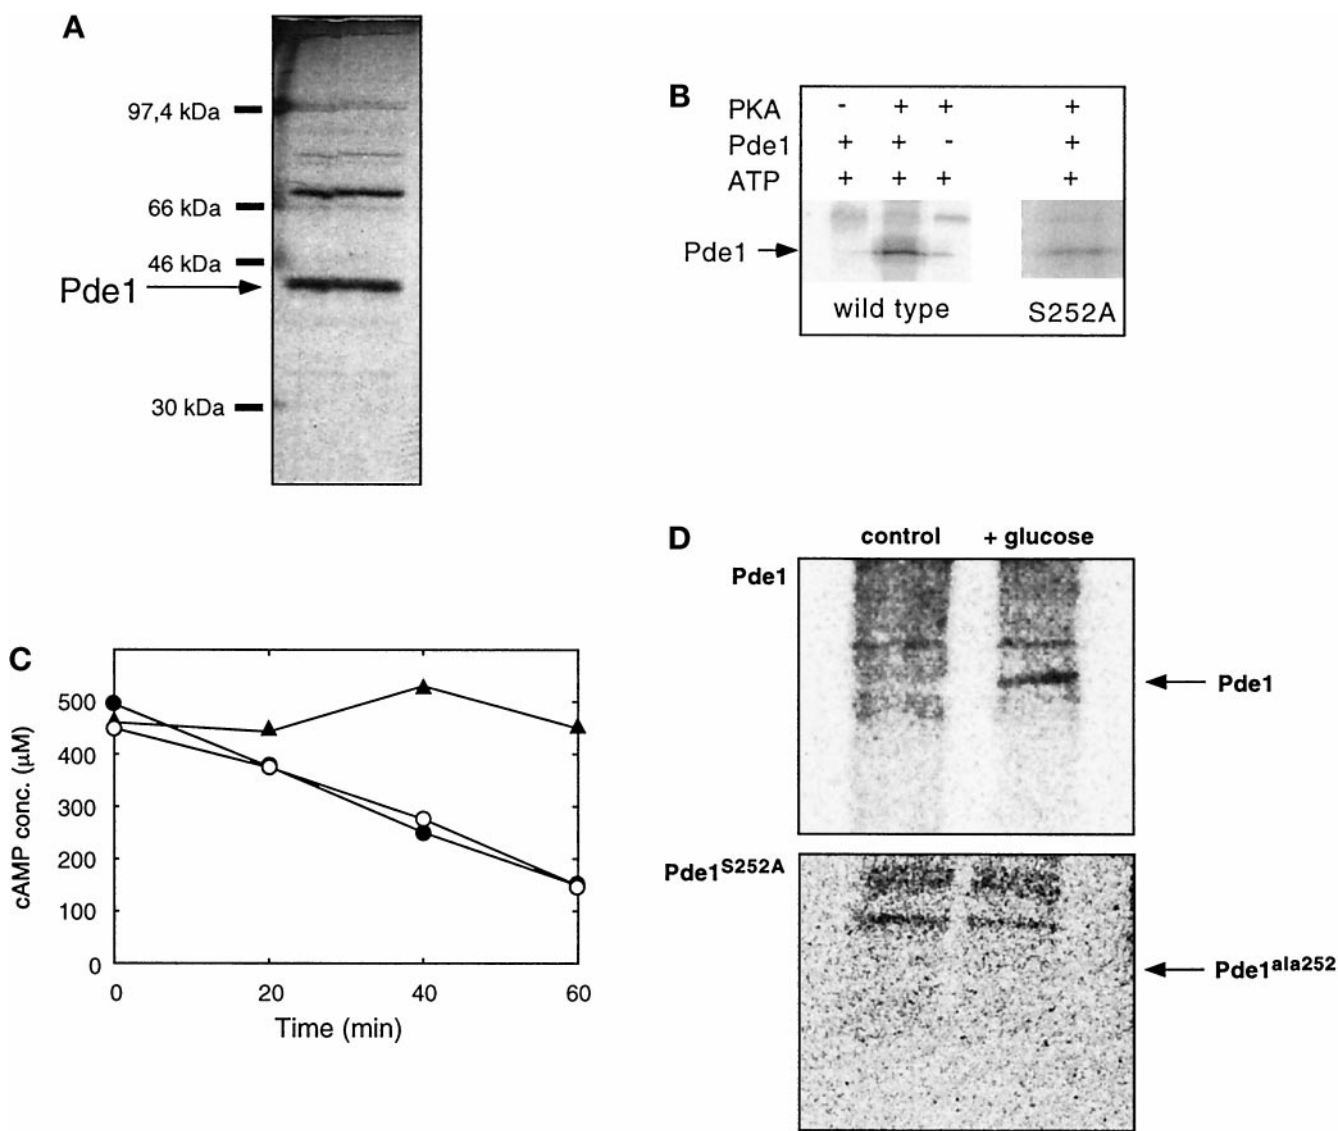 A
97,4 kDa
66 kDa
46 kDa
Pde1
30 kDa
B
PKA - + + +
Pde1 + + - +
ATP + + + +
Pde1
wild type S252A
C
cAMP conc. (µM)
500
400
300
200
100
0
0 20 40 60
Time (min)
D
control + glucose
Pde1
Pde1
Pde1S252A
Pde1ala252